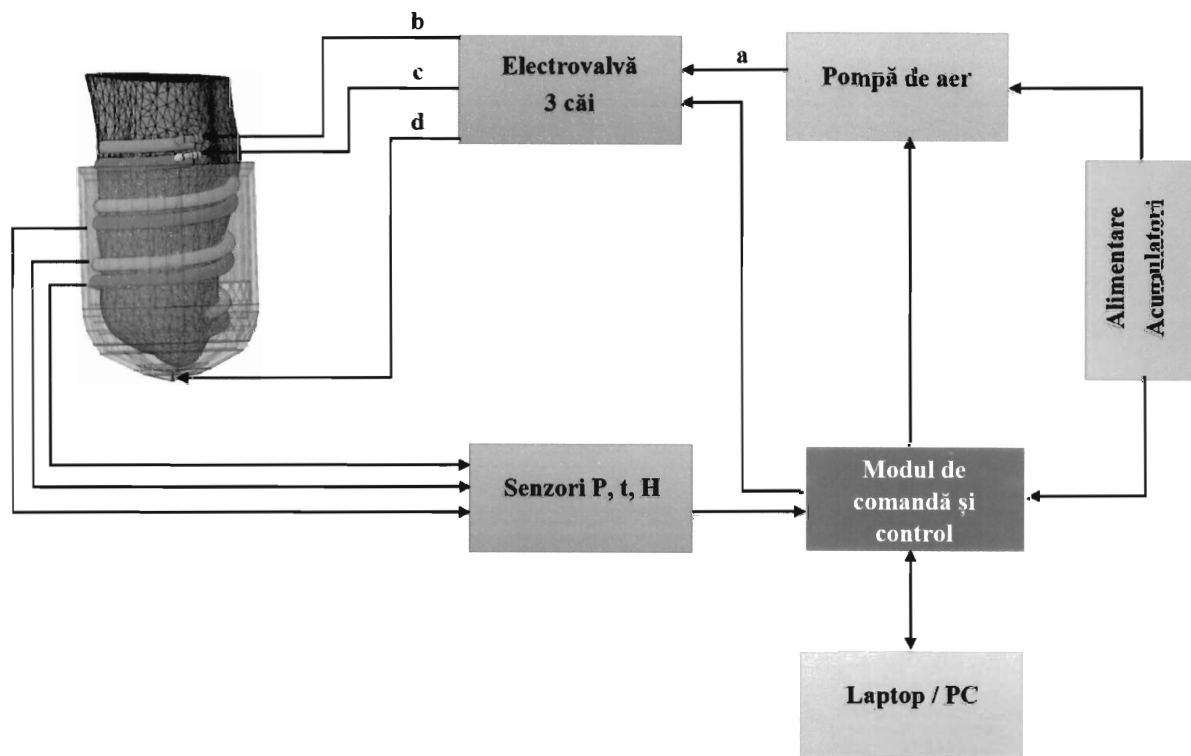 b
c
d
a
Electrovalvă
3 căi
Pompă de aer
Alimentare
Acumulatori
Senzori P, t, H
Modul de
comandă și
control
Laptop / PC